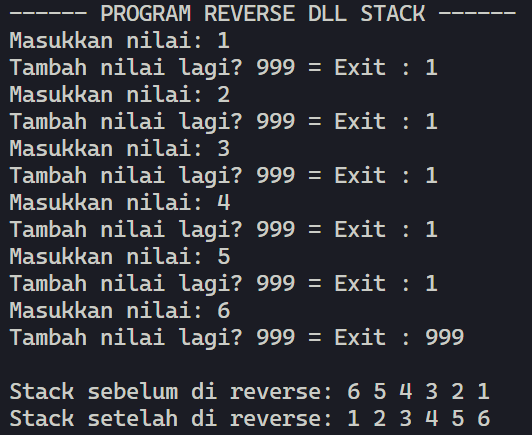 ------ PROGRAM REVERSE DLL STACK ------
Masukkan nilai: 1
Tambah nilai lagi? 999 = Exit : 1
Masukkan nilai: 2
Tambah nilai lagi? 999 = Exit : 1
Masukkan nilai: 3
Tambah nilai lagi? 999 = Exit : 1
Masukkan nilai: 4
Tambah nilai lagi? 999 = Exit : 1
Masukkan nilai: 5
Tambah nilai lagi? 999 = Exit : 1
Masukkan nilai: 6
Tambah nilai lagi? 999 = Exit : 999
Stack sebelum di reverse: 6 5 4 3 2 1
Stack setelah di reverse: 1 2 3 4 5 6